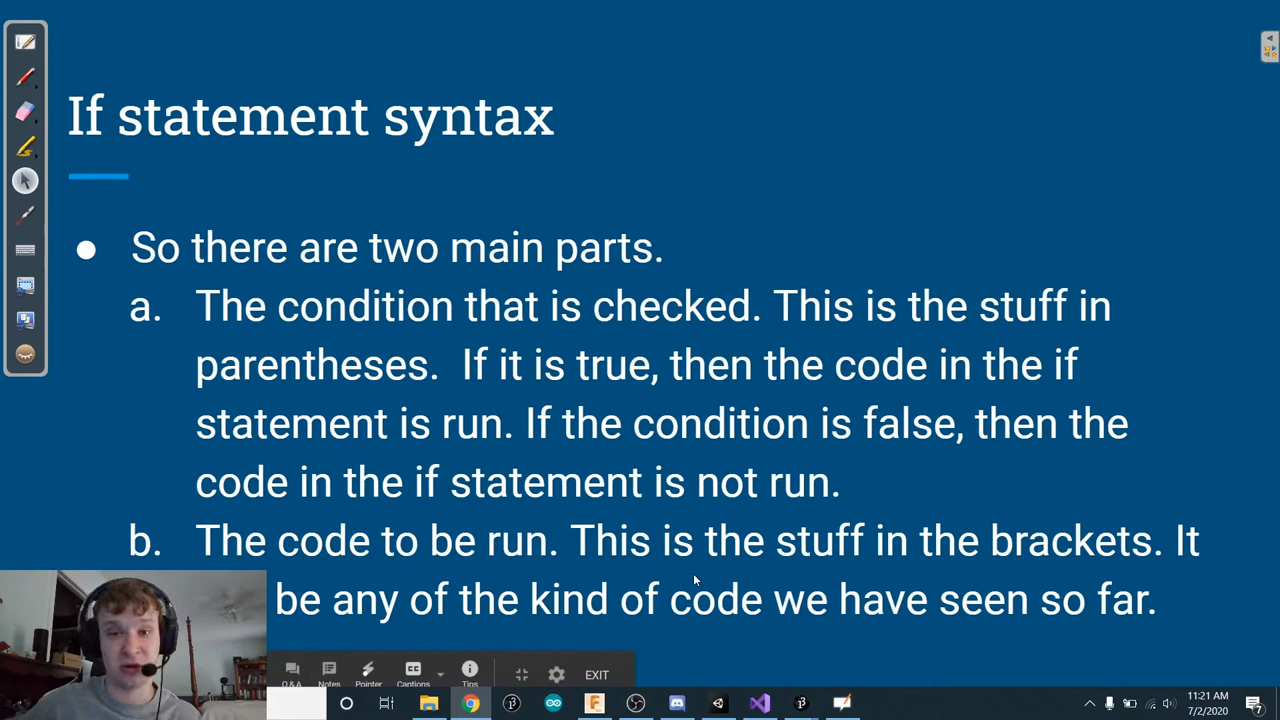 If statement syntax
● So there are two main parts.
a. The condition that is checked. This is the stuff in
parentheses. If it is true, then the code in the if
statement is run. If the condition is false, then the
code in the if statement is not run.
b. The code to be run. This is the stuff in the brackets. It
be any of the kind of code we have seen so far.
Q&A Notes Pointer Captions Tips EXIT
11:21 AM
7/2/2020
7